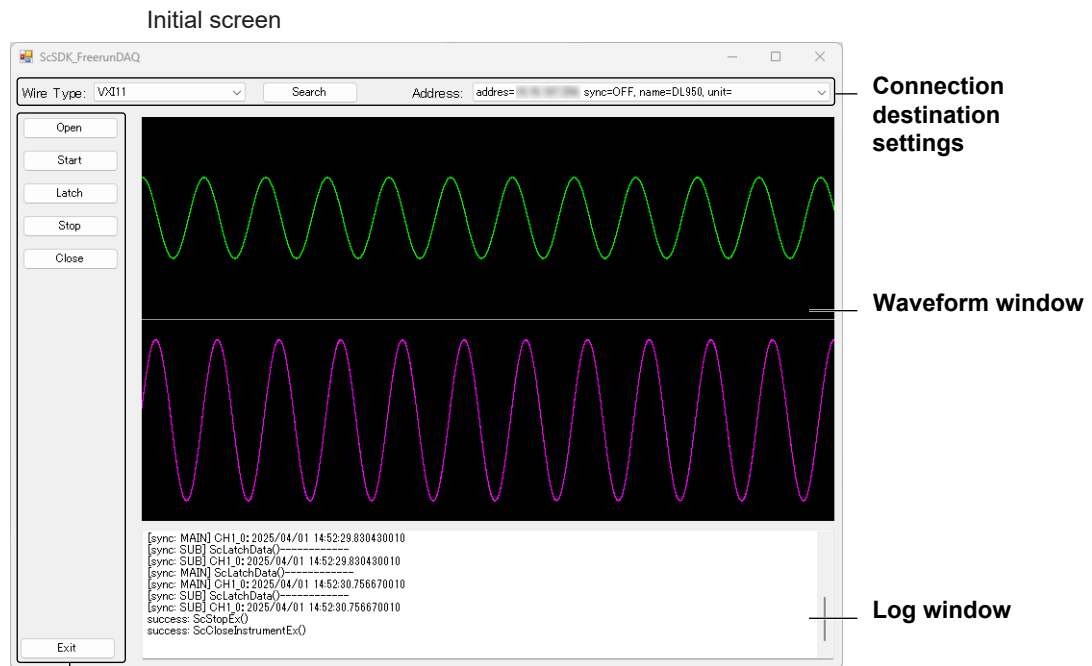 Initial screen
ScSDK_FreerunDAQ
Wire Type: VXI11 Search Address: addres= sync=OFF, name=DL950, unit=
Connection
destination
settings
Open
Start
Latch
Stop
Close
Waveform window
[sync: MAIN] CH1_0: 2025/04/01 14:52:29.830430010
[sync: SUB] ScLatchData()------------
[sync: SUB] CH1_0: 2025/04/01 14:52:29.830430010
[sync: MAIN] ScLatchData()------------
[sync: MAIN] CH1_0: 2025/04/01 14:52:30.756670010
[sync: SUB] ScLatchData()------------
[sync: SUB] CH1_0: 2025/04/01 14:52:30.756670010
success: ScStopEx()
success: ScCloseInstrumentEx()
Log window
Exit